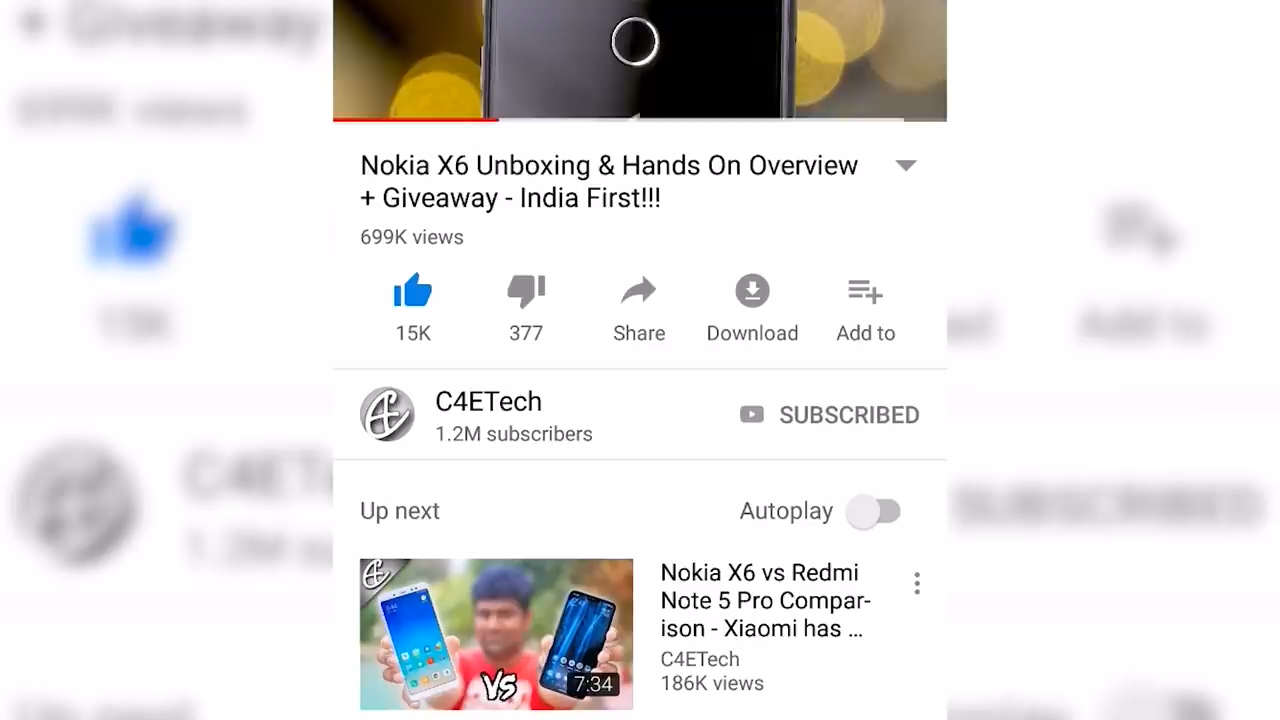 Nokia X6 Unboxing & Hands On Overview
+ Giveaway - India First!!!
699K views
15K
377
Share
Download
Add to
C4ETech
1.2M subscribers
SUBSCRIBED
Up next
Autoplay
VS
7:34
Nokia X6 vs Redmi
Note 5 Pro Compar-
ison - Xiaomi has ...
C4ETech
186K views